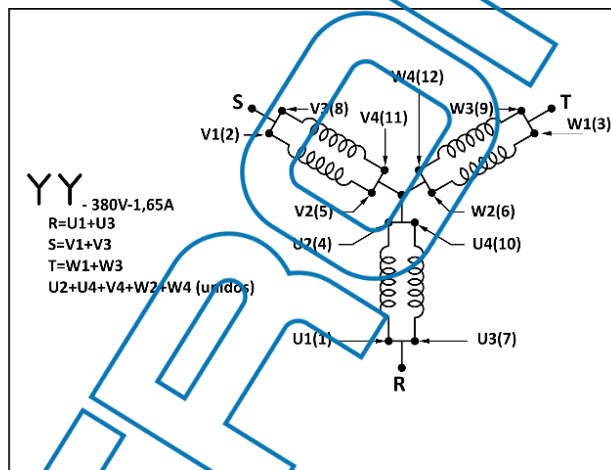 W4(12)
S
V3(8)
W3(9)
T
V1(2)
V4(11)
W1(3)
YY - 380V-1,65A
R=U1+U3
S=V1+V3
T=W1+W3
U2+U4+V4+W2+W4 (unidos)
V2(5)
W2(6)
U2(4)
U4(10)
U1(1)
U3(7)
R